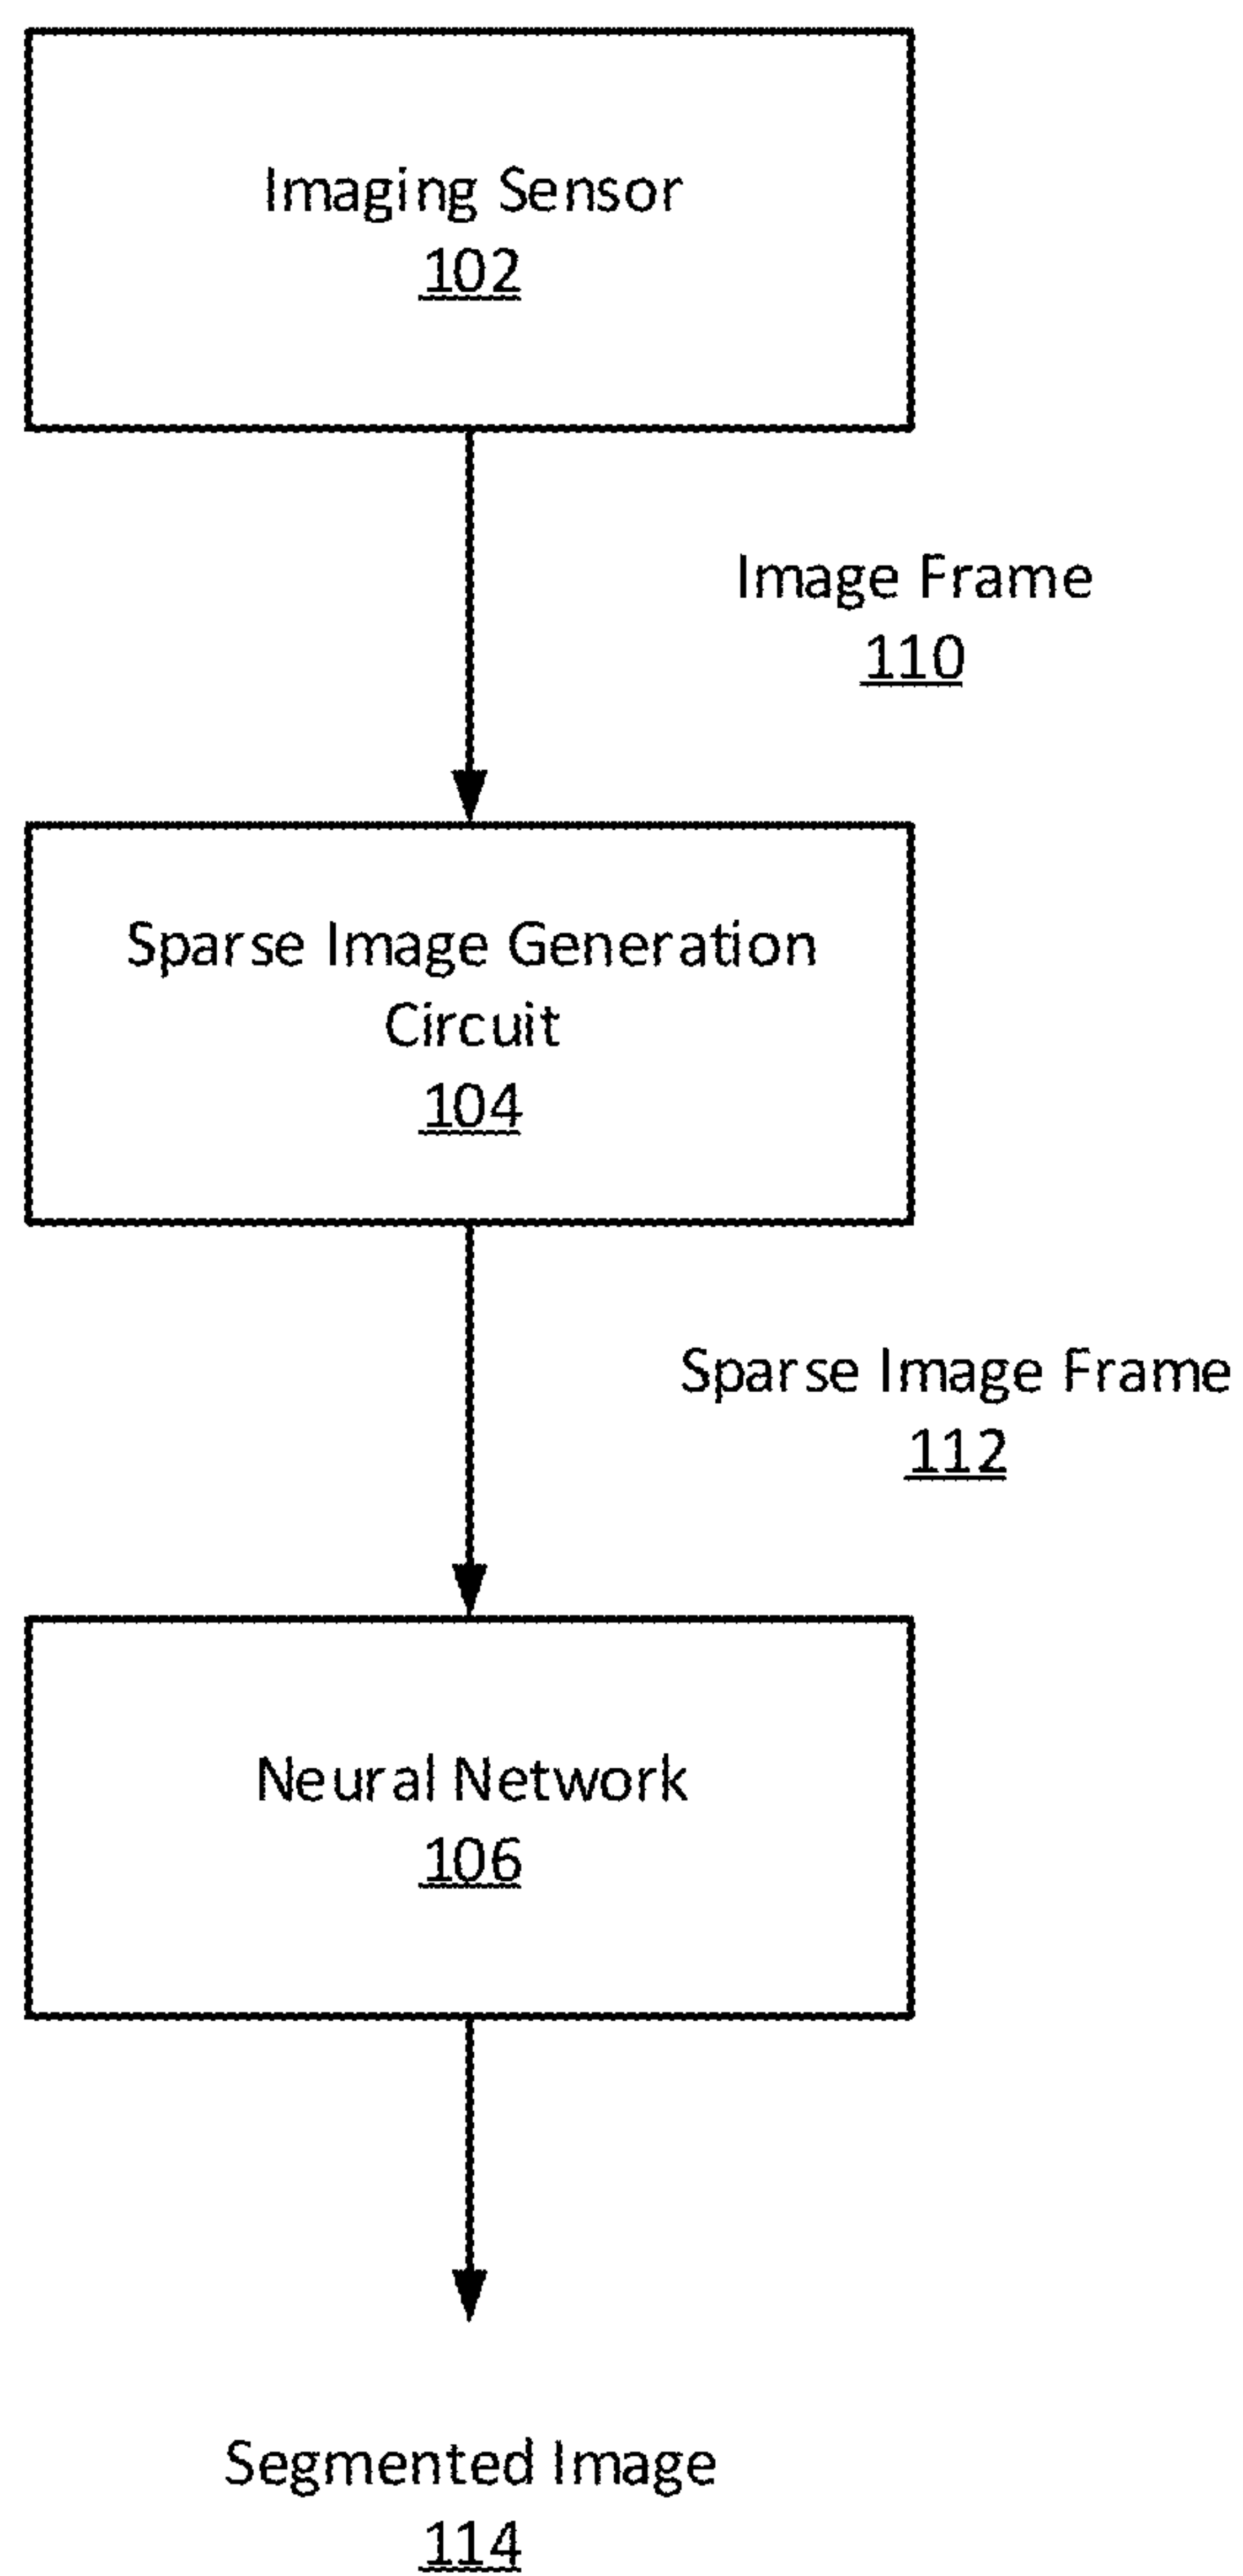 Imaging Sensor
102
Image Frame
110
Sparse Image Generation
Circuit
104
Sparse Image Frame
112
Neural Network
106
Segmented Image
114